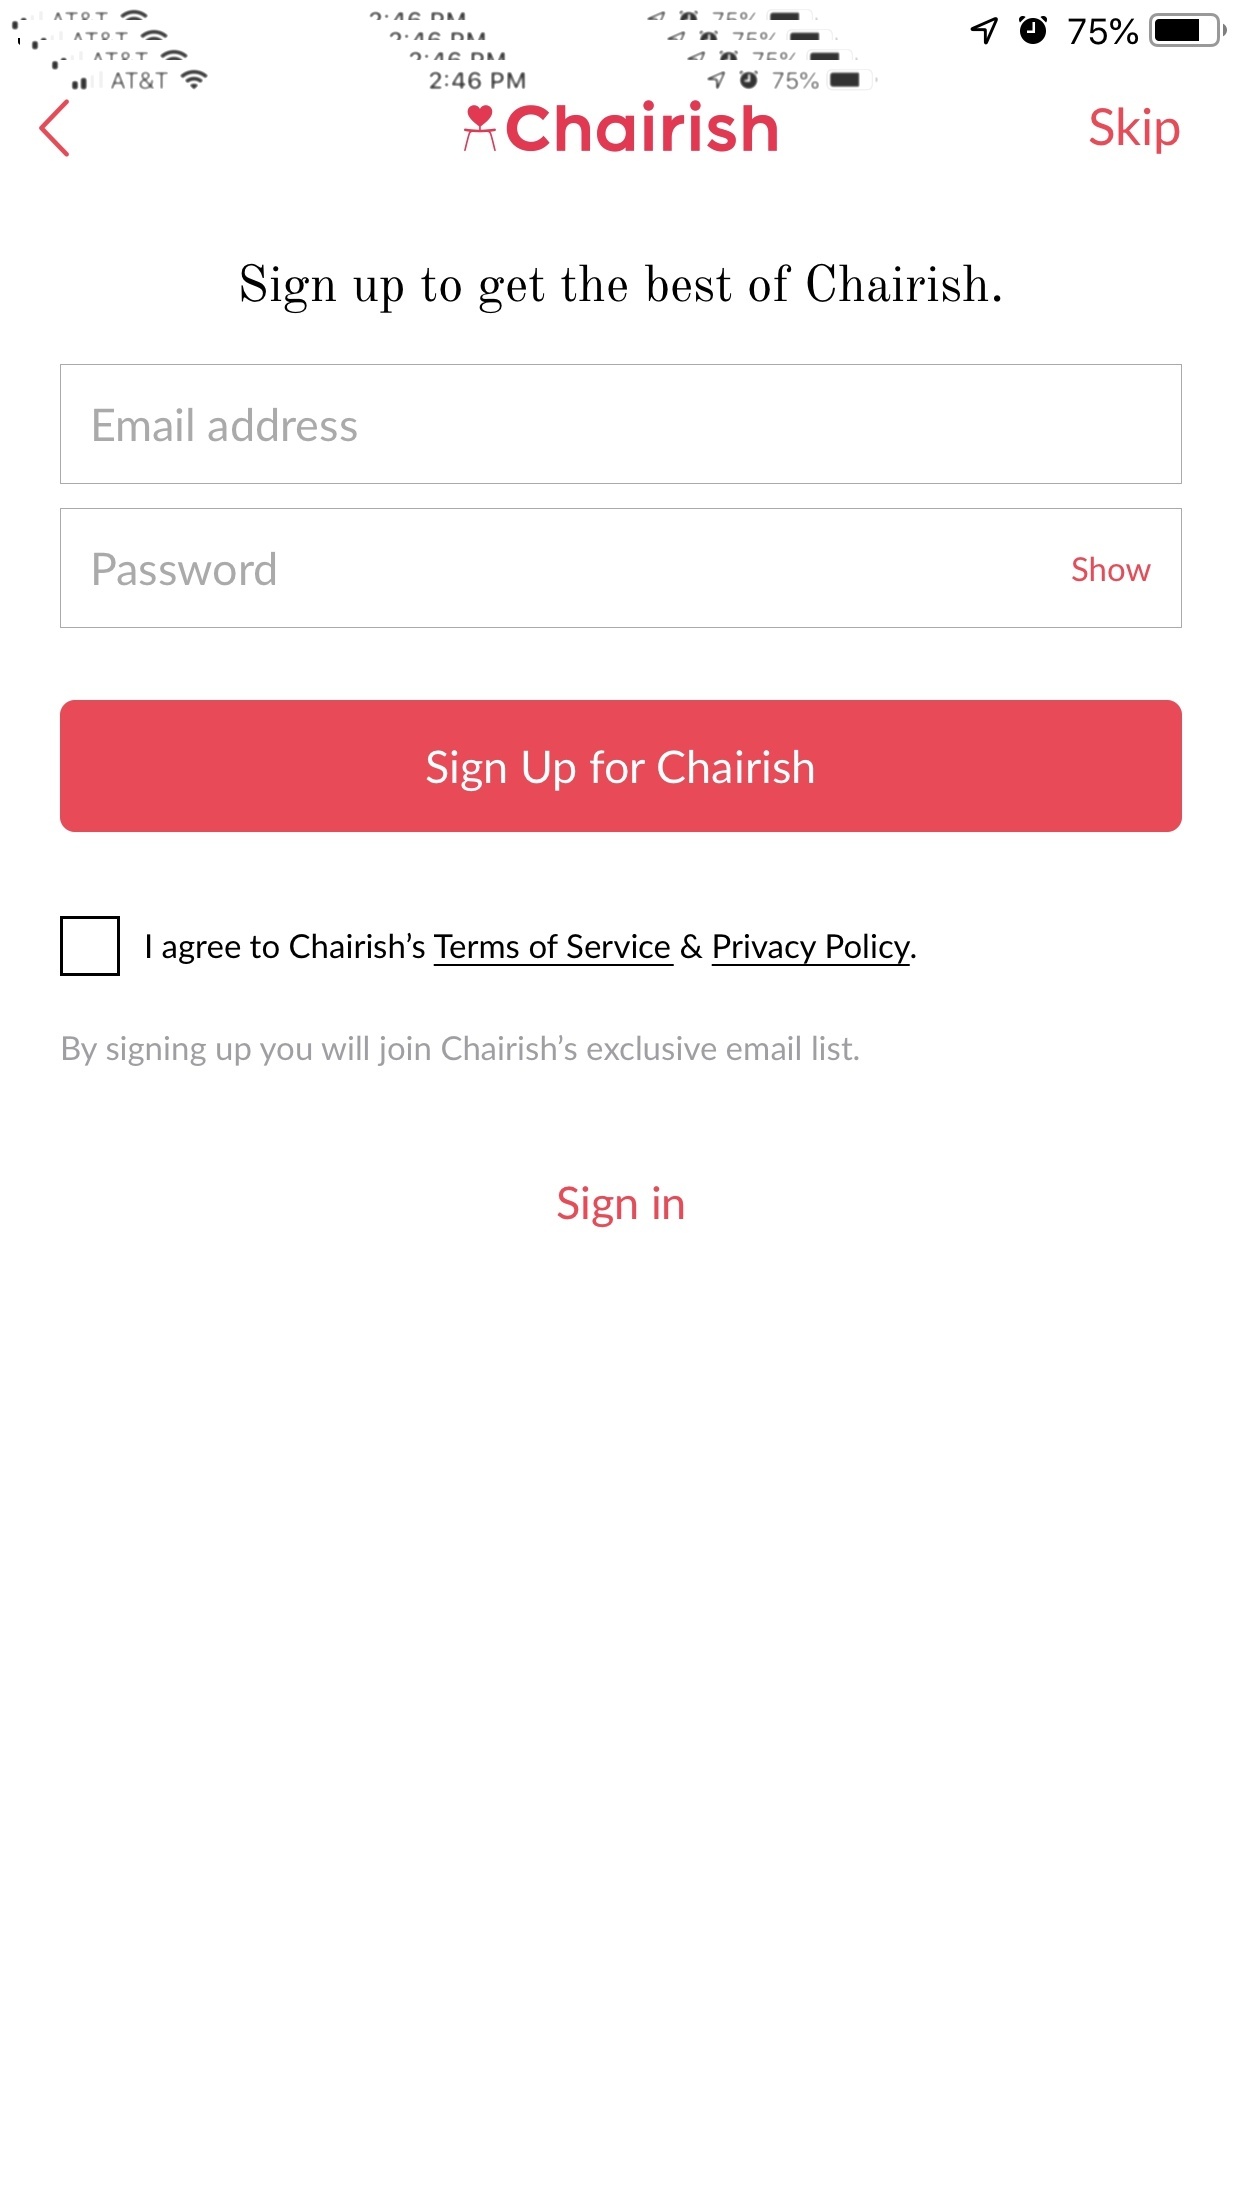 75%
AT&T 2:46 PM 75%
Chairish
Skip
Sign up to get the best of Chairish.
Email address
Password
Show
Sign Up for Chairish
I agree to Chairish’s Terms of Service & Privacy Policy.
By signing up you will join Chairish’s exclusive email list.
Sign in